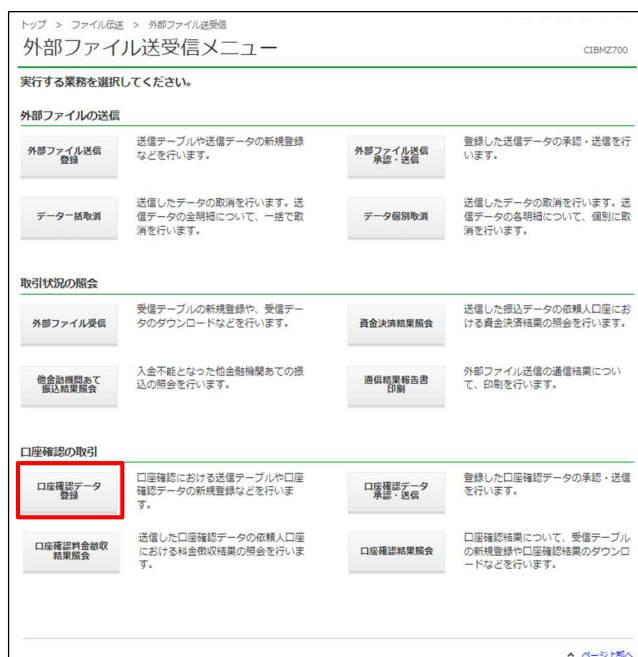 トップ > ファイル伝送 > 外部ファイル送受信
外部ファイル送受信メニュー
CIBMZ700
実行する業務を選択してください。
外部ファイルの送信
外部ファイル送信
登録
送信テーブルや送信データの新規登録
などを行います。
外部ファイル送信
承認・送信
登録した送信データの承認・送信を行
います。
データ一括取消
送信したデータの取消を行います。送
信データの全明細について、一括で取
消を行います。
データ個別取消
送信したデータの取消を行います。送
信データの各明細について、個別に取
消を行います。
取引状況の照会
外部ファイル受信
受信テーブルの新規登録や、受信デー
タのダウンロードなどを行います。
資金決済結果照会
送信した振込データの依頼人口座にお
ける資金決済結果の照会を行います。
他金融機関あて
振込結果照会
入金不能となった他金融機関あての振
込の照会を行います。
通信結果報告書
印刷
外部ファイル送信の通信結果につい
て、印刷を行います。
口座確認の取引
口座確認データ
登録
口座確認における送信テーブルや口座
確認データの新規登録などを行いま
す。
口座確認データ
承認・送信
登録した口座確認データの承認・送信
を行います。
口座確認料金徴収
結果照会
送信した口座確認データの依頼人口座
における料金徴収結果の照会を行いま
す。
口座確認結果照会
口座確認結果について、受信テーブル
の新規登録や口座確認結果のダウンロ
ードなどを行います。
ページ上部へ